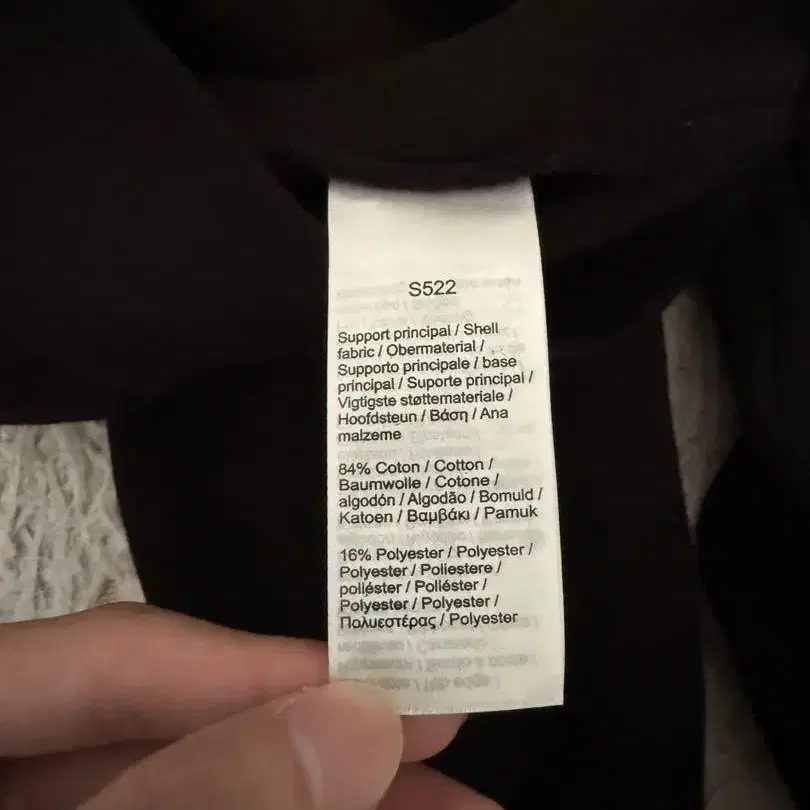 S522
Support principal / Shell
fabric / Obermaterial /
Supporto principale / base
principal / Suporte principal /
Vigtigste støttemateriale /
Hoofdsteun / Βάση / Ana
malzeme
84% Coton / Cotton /
Baumwolle / Cotone /
algodón / Algodão / Bomuld /
Katoen / Βαμβάκι / Pamuk
16% Polyester / Polyester /
Polyester / Poliestere /
poliéster / Poliéster /
Polyester / Polyester /
Πολυεστέρας / Polyester